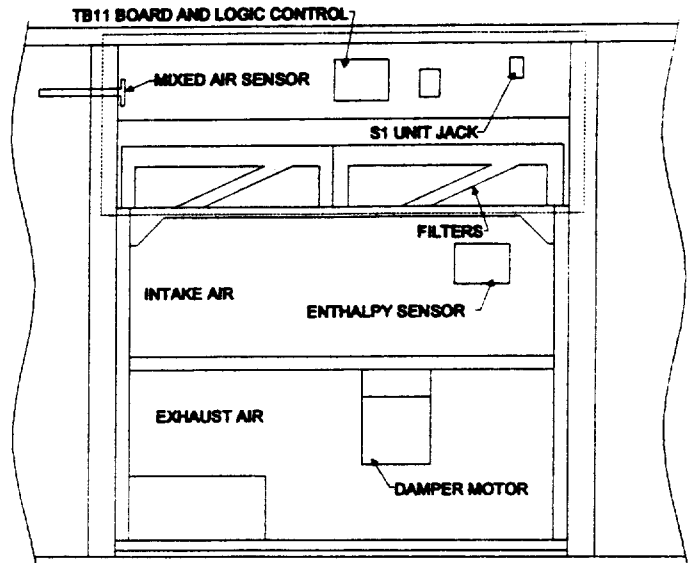 TB11 BOARD AND LOGIC CONTROL
MIXED AIR SENSOR
S1 UNIT JACK
FILTERS
INTAKE AIR
ENTHALPY SENSOR
EXHAUST AIR
DAMPER MOTOR